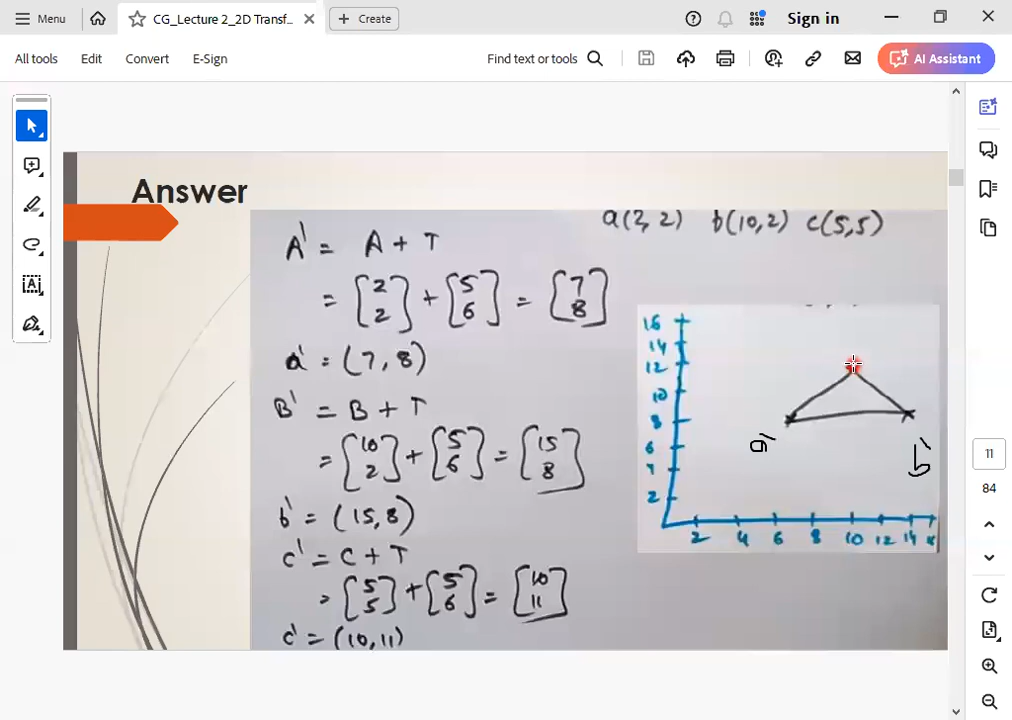 Menu
CG_Lecture 2_2D Transf...
Create
Sign in
All tools
Edit
Convert
E-Sign
Find text or tools
AI Assistant
Answer
a(2, 2) b(10,2) c(5,5)
A' = A + T
= [2 2] + [5 6] = [7 8]
a' = (7, 8)
B' = B + T
= [10 2] + [5 6] = [15 8]
b' = (15,8)
c' = C + T
= [5 5] + [5 6] = [10 11]
c' = (10,11)
16
14
12
10
8
6
4
2
2 4 6 8 10 12 14
a'
b'
11
84